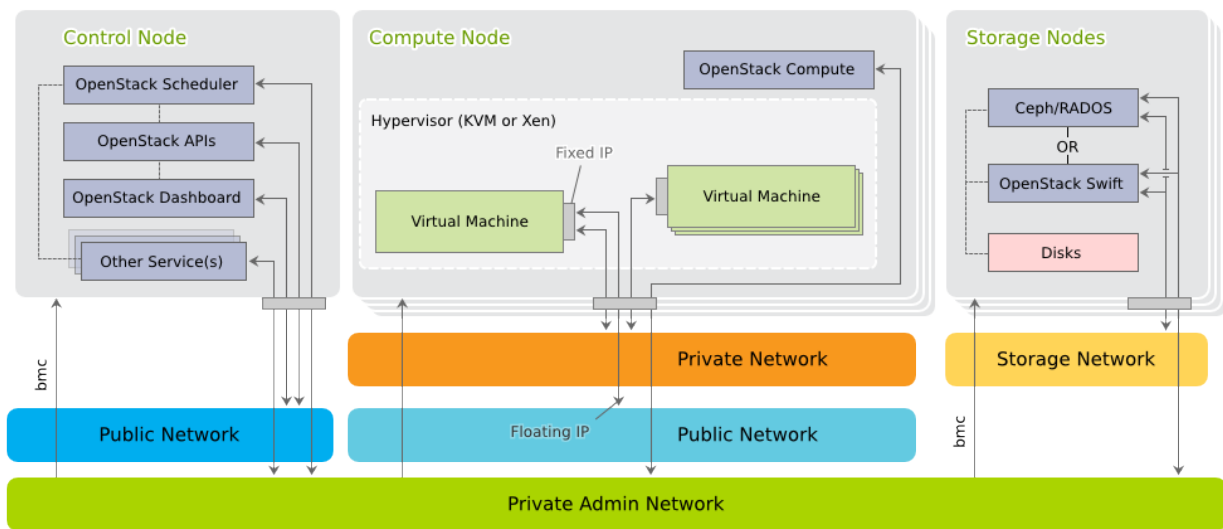 Control Node
OpenStack Scheduler
OpenStack APIs
OpenStack Dashboard
Other Service(s)
Compute Node
OpenStack Compute
Hypervisor (KVM or Xen)
Fixed IP
Virtual Machine
Virtual Machine
Storage Nodes
Ceph/RADOS
OR
OpenStack Swift
Disks
bmc
Private Network
Storage Network
Public Network
Floating IP
Public Network
bmc
Private Admin Network